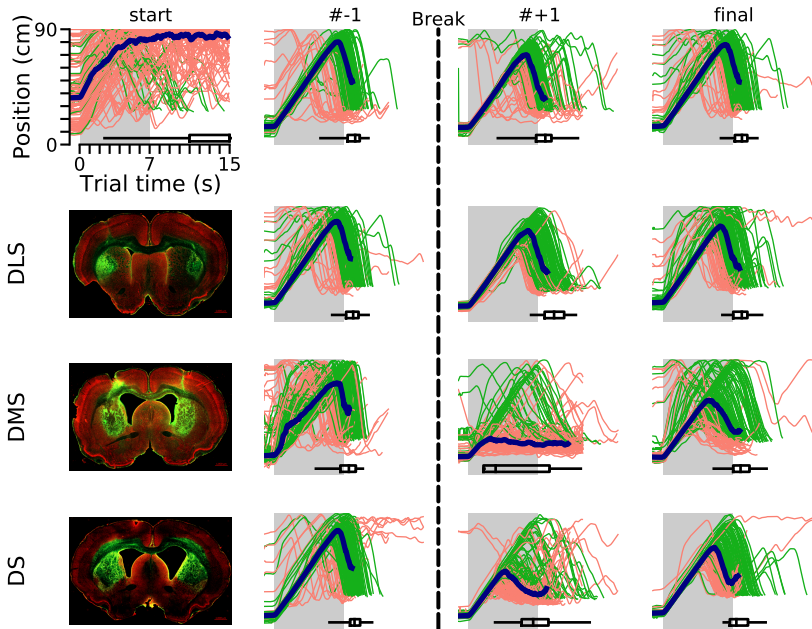 start #-1 Break #+1 final
Position (cm)
90
0
0 7 15
Trial time (s)
DLS
DMS
DS